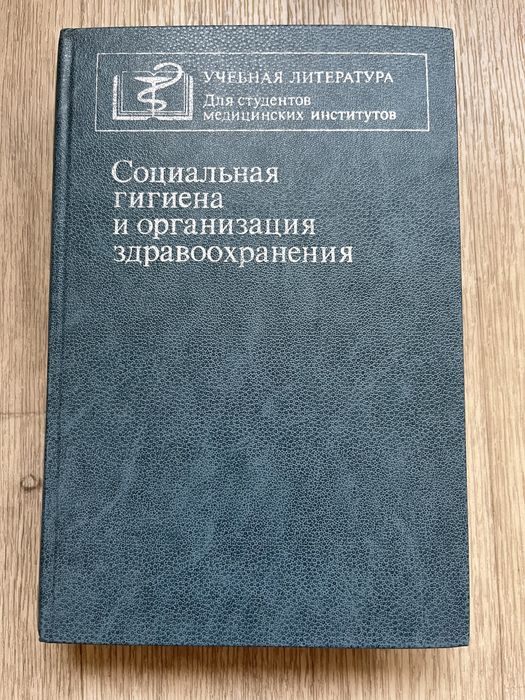 УЧЕБНАЯ ЛИТЕРАТУРА
Для студентов
медицинских институтов
Социальная
гигиена
и организация
здравоохранения